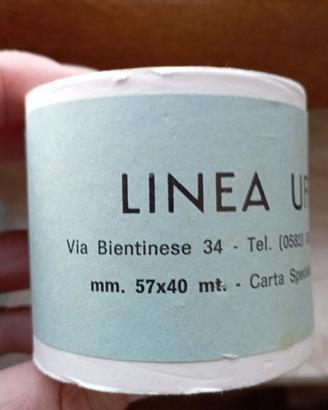 LINEA
Via Bientinese 34 - Tel. (0583)
mm. 57x40 mt. - Carta